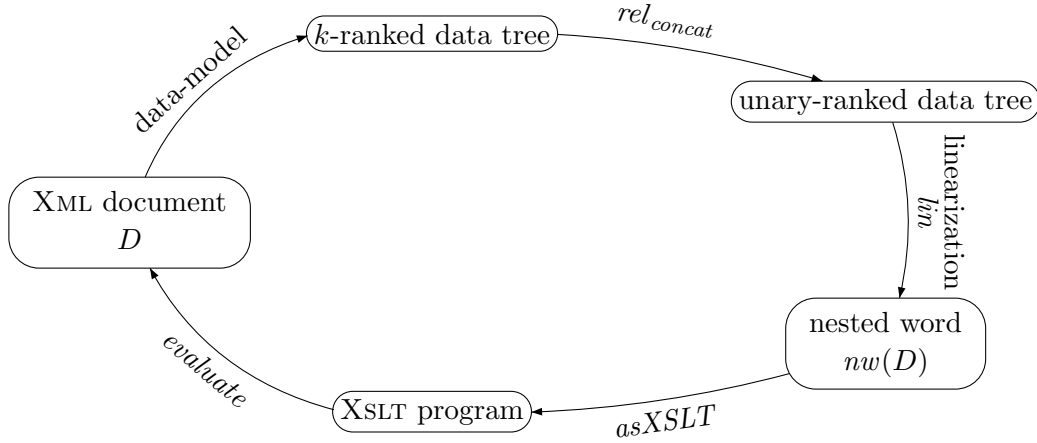 k-ranked data tree
rel_concat
data-model
unary-ranked data tree
linearization
lin
XML document
D
nested word
nw(D)
evaluate
XSLT program
asXSLT